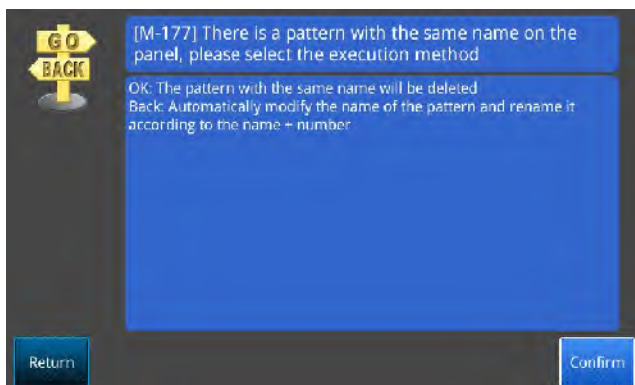 GO
BACK
[M-177] There is a pattern with the same name on the
panel, please select the execution method
OK: The pattern with the same name will be deleted
Back: Automatically modify the name of the pattern and rename it
according to the name + number
Return
Confirm